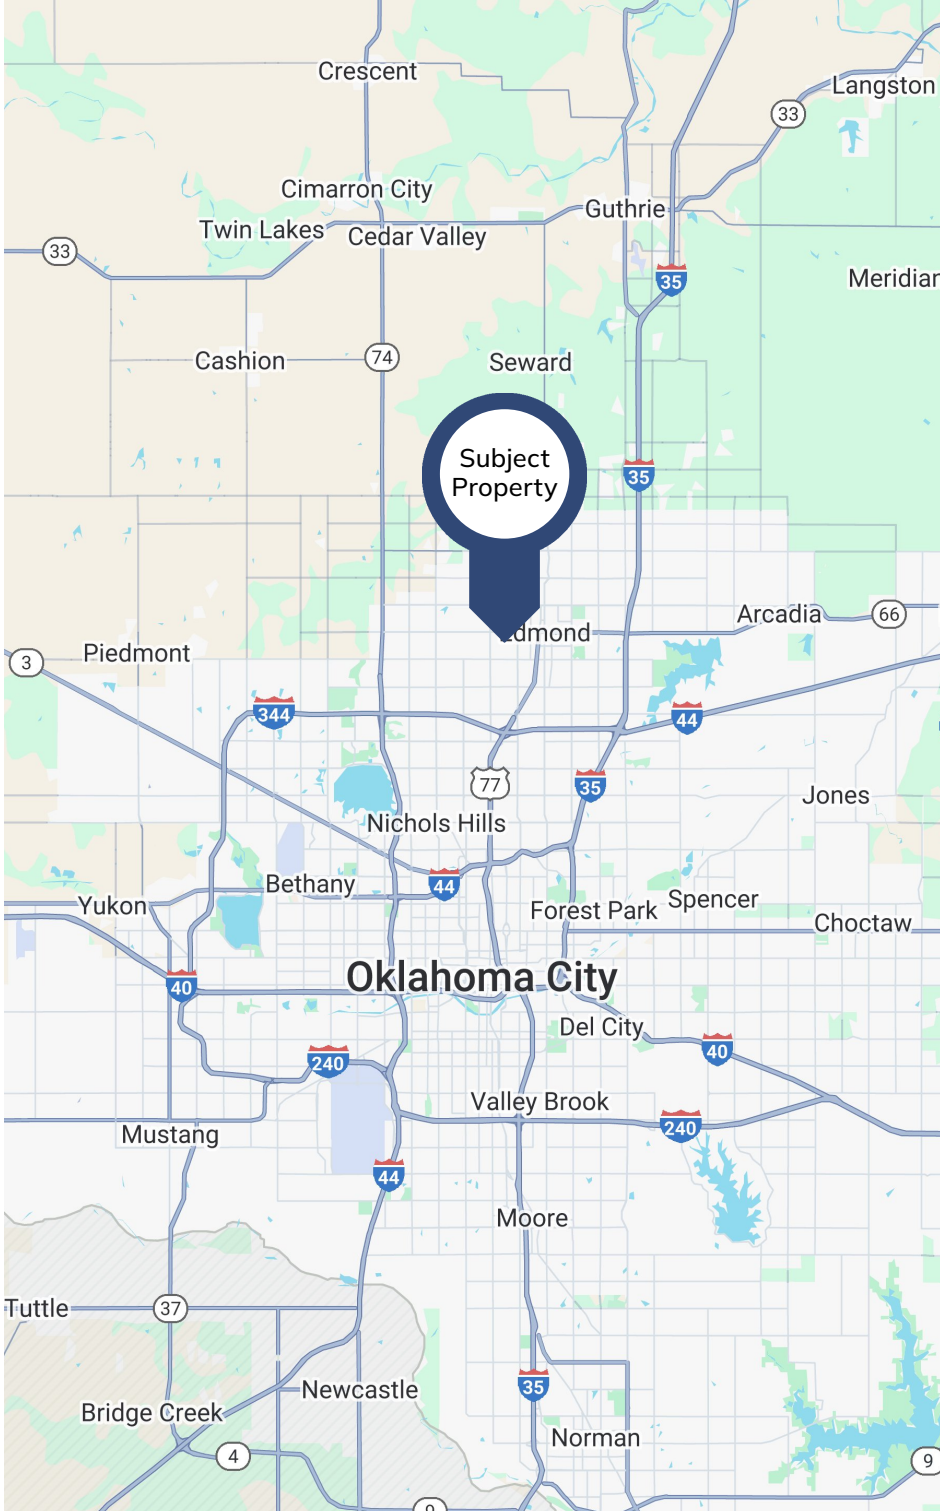 Crescent
Langston
33
Cimarron City
Guthrie
Twin Lakes
Cedar Valley
33
35
Meridian
Cashion
74
Seward
Subject
Property
35
Arcadia
66
Edmond
Piedmont
3
344
44
77
35
Jones
Nichols Hills
44
Bethany
Yukon
Forest Park
Spencer
Choctaw
Oklahoma City
40
Del City
40
240
Valley Brook
240
Mustang
44
Moore
Tuttle
37
35
Newcastle
Bridge Creek
Norman
4
9
9